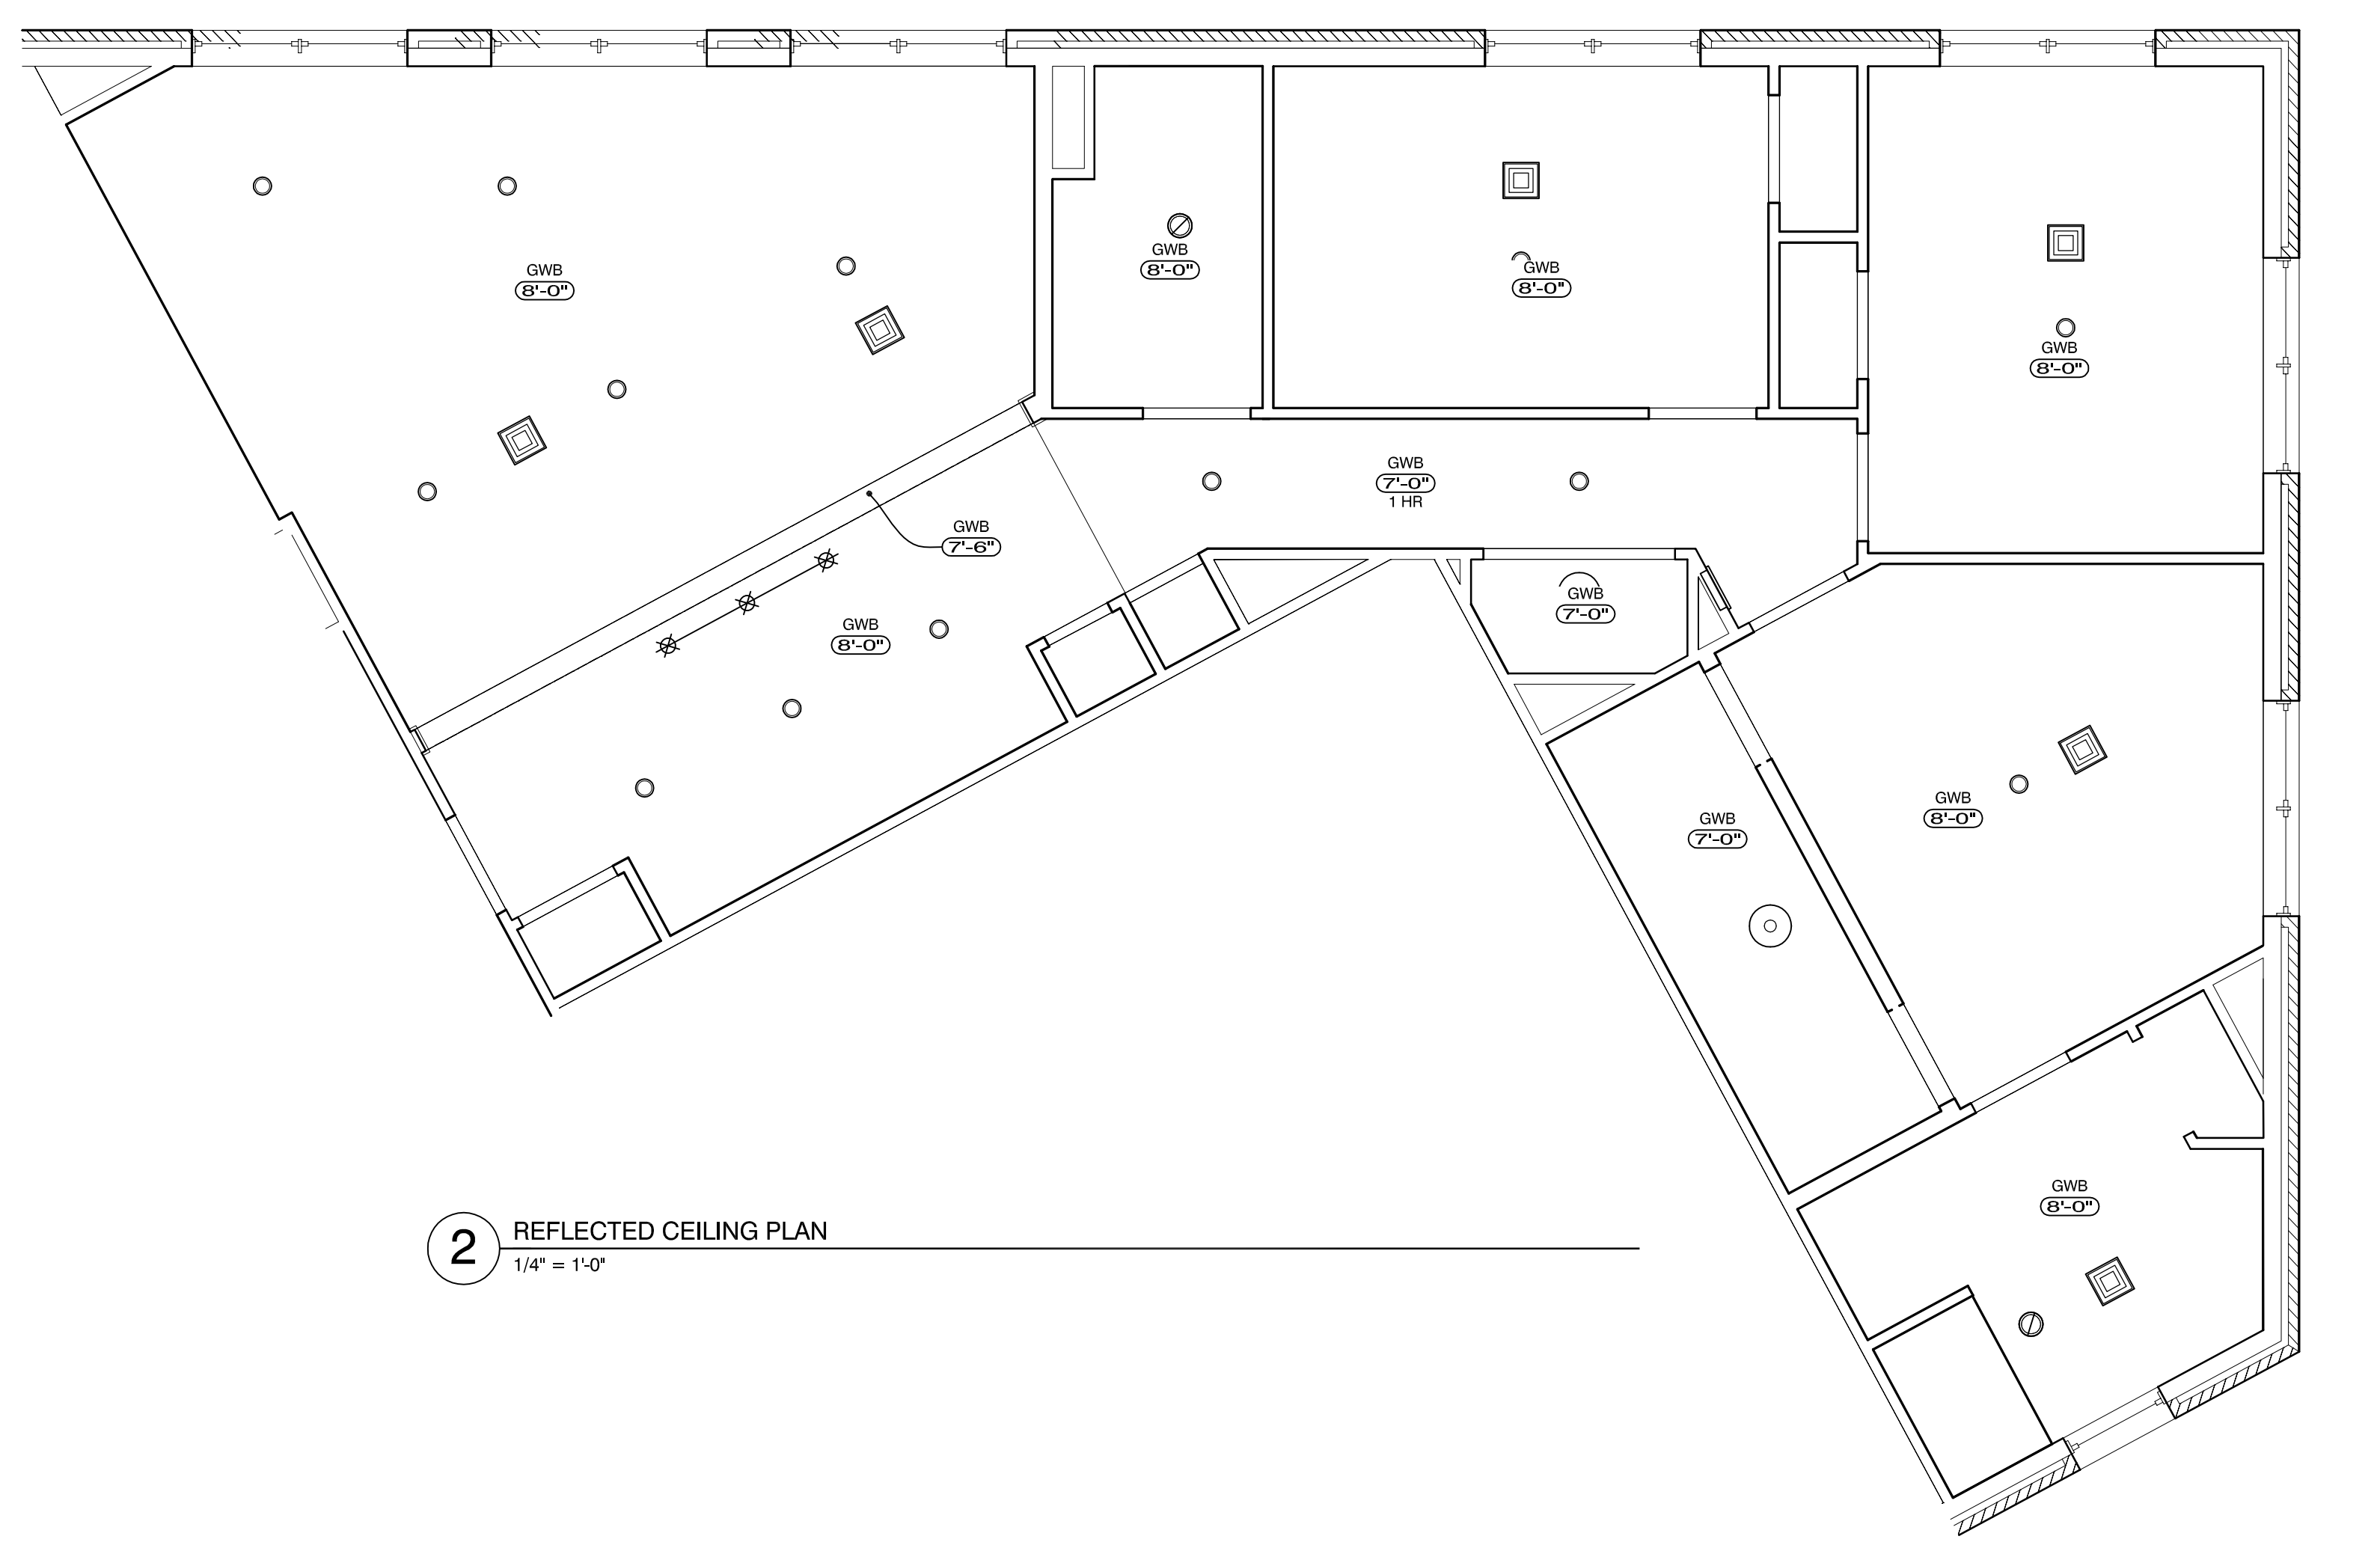 GWB
8'-0"
GWB
8'-0"
GWB
8'-0"
GWB
8'-0"
GWB
7'-0"
1 HR
GWB
7'-6"
GWB
8'-0"
GWB
7'-0"
GWB
8'-0"
GWB
7'-0"
GWB
8'-0"
2
REFLECTED CEILING PLAN
1/4" = 1'-0"